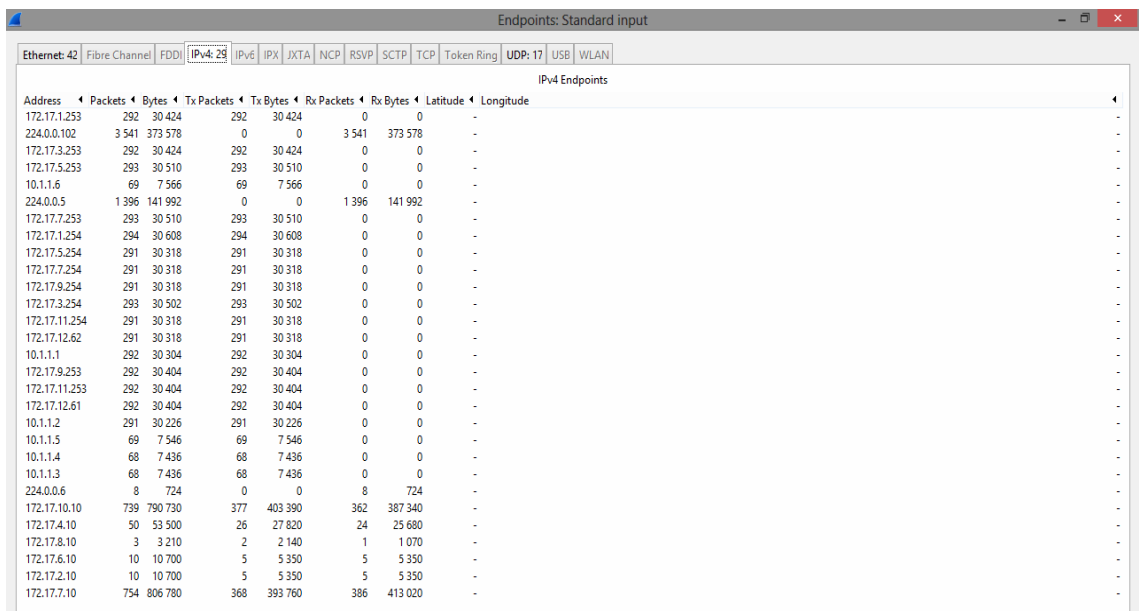 Endpoints: Standard input
Ethernet: 42 Fibre Channel FDDI IPv4: 29 IPv6 IPX JXTA NCP RSVP SCTP TCP Token Ring UDP: 17 USB WLAN
IPv4 Endpoints
Address Packets Bytes Tx Packets Tx Bytes Rx Packets Rx Bytes Latitude Longitude
172.17.1.253 292 30 424 292 30 424 0 0 - -
224.0.0.102 3 541 373 578 0 0 3 541 373 578 - -
172.17.3.253 292 30 424 292 30 424 0 0 - -
172.17.5.253 293 30 510 293 30 510 0 0 - -
10.1.1.6 69 7 566 69 7 566 0 0 - -
224.0.0.5 1 396 141 992 0 0 1 396 141 992 - -
172.17.7.253 293 30 510 293 30 510 0 0 - -
172.17.1.254 294 30 608 294 30 608 0 0 - -
172.17.5.254 291 30 318 291 30 318 0 0 - -
172.17.7.254 291 30 318 291 30 318 0 0 - -
172.17.9.254 291 30 318 291 30 318 0 0 - -
172.17.3.254 293 30 502 293 30 502 0 0 - -
172.17.11.254 291 30 318 291 30 318 0 0 - -
172.17.12.62 291 30 318 291 30 318 0 0 - -
10.1.1.1 292 30 304 292 30 304 0 0 - -
172.17.9.253 292 30 404 292 30 404 0 0 - -
172.17.11.253 292 30 404 292 30 404 0 0 - -
172.17.12.61 292 30 404 292 30 404 0 0 - -
10.1.1.2 291 30 226 291 30 226 0 0 - -
10.1.1.5 69 7 546 69 7 546 0 0 - -
10.1.1.4 68 7 436 68 7 436 0 0 - -
10.1.1.3 68 7 436 68 7 436 0 0 - -
224.0.0.6 8 724 0 0 8 724 - -
172.17.10.10 739 790 730 377 403 390 362 387 340 - -
172.17.4.10 50 53 500 26 27 820 24 25 680 - -
172.17.8.10 3 3 210 2 2 140 1 1 070 - -
172.17.6.10 10 10 700 5 5 350 5 5 350 - -
172.17.2.10 10 10 700 5 5 350 5 5 350 - -
172.17.7.10 754 806 780 368 393 760 386 413 020 - -